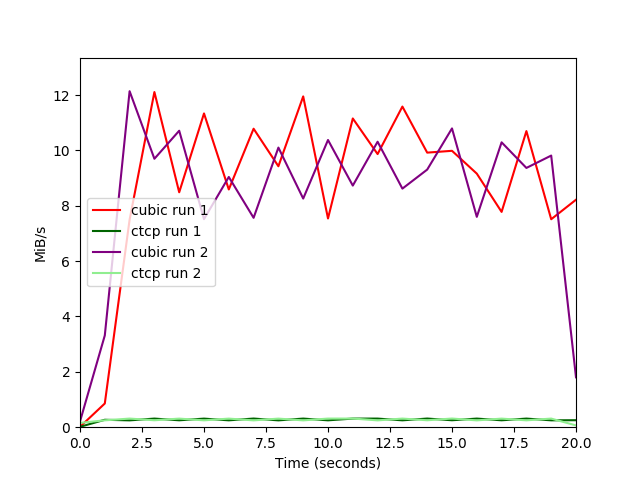 MiB/s
12
10
8
6
4
2
0
cubic run 1
ctcp run 1
cubic run 2
ctcp run 2
0.0 2.5 5.0 7.5 10.0 12.5 15.0 17.5 20.0
Time (seconds)